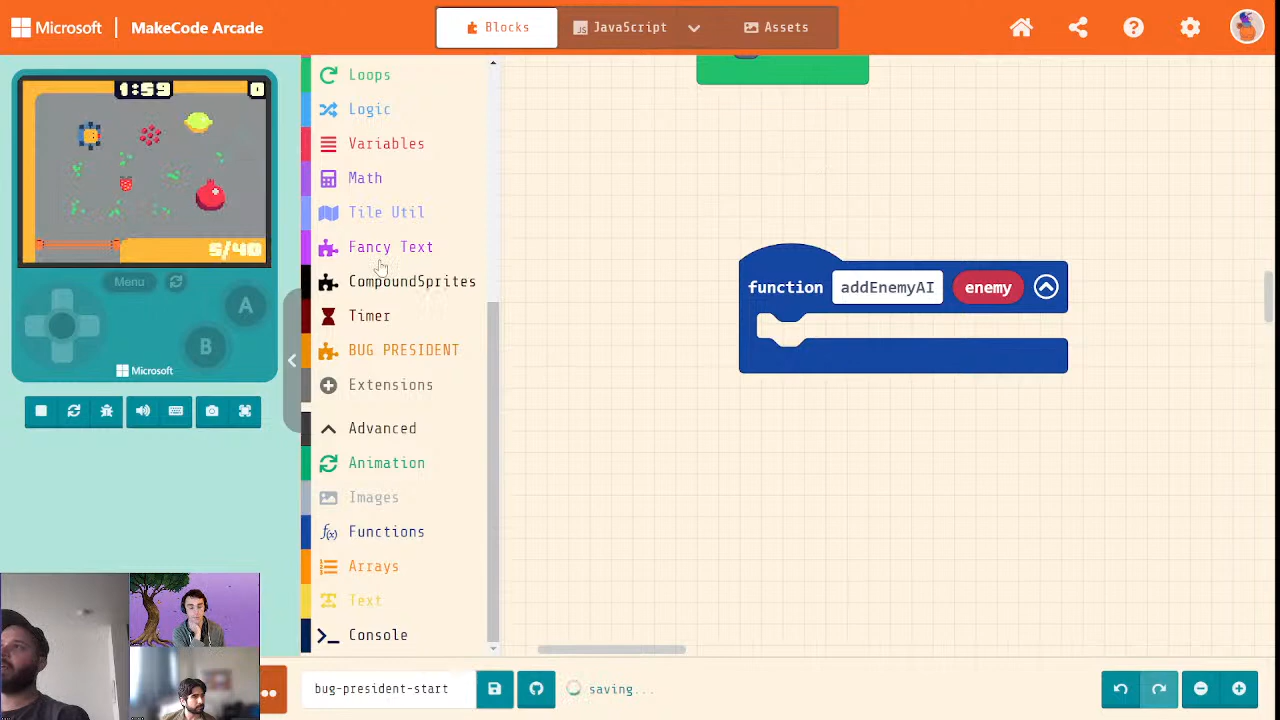 Microsoft
MakeCode Arcade
Blocks
JS
JavaScript
Assets
1:59
0
5/40
Menu
A
B
Microsoft
Loops
Logic
Variables
Math
Tile Util
Fancy Text
CompoundSprites
Timer
BUG PRESIDENT
Extensions
Advanced
Animation
Images
f(x) Functions
Arrays
Text
Console
function addEnemyAI enemy
bug-president-start
saving...